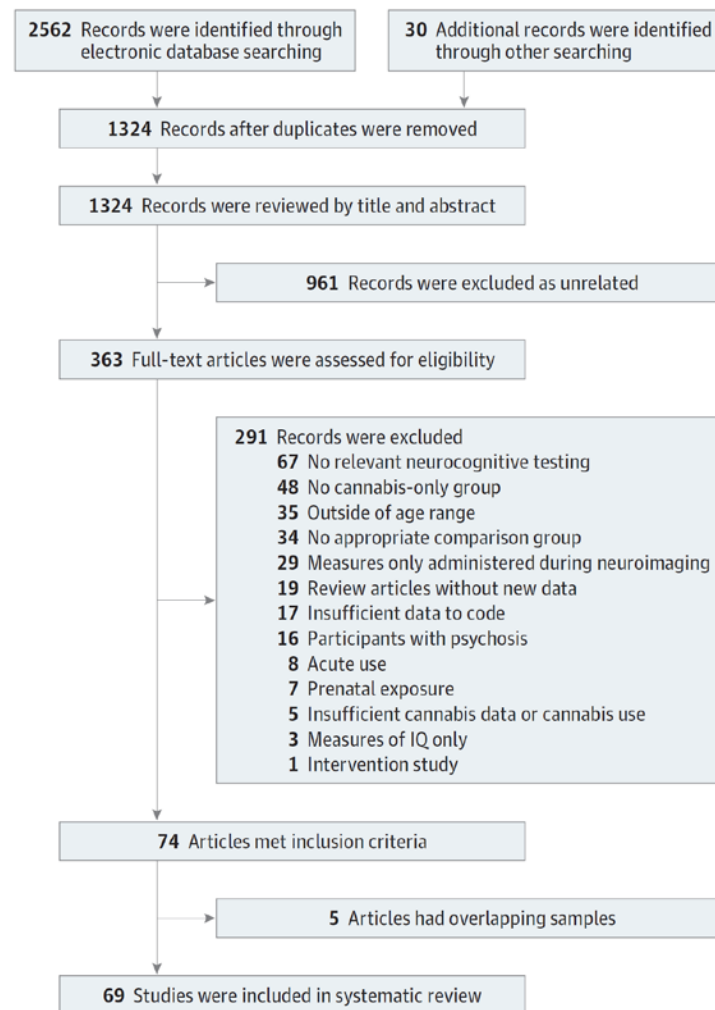 2562 Records were identified through
electronic database searching
30 Additional records were identified
through other searching
1324 Records after duplicates were removed
1324 Records were reviewed by title and abstract
961 Records were excluded as unrelated
363 Full-text articles were assessed for eligibility
291 Records were excluded
67 No relevant neurocognitive testing
48 No cannabis-only group
35 Outside of age range
34 No appropriate comparison group
29 Measures only administered during neuroimaging
19 Review articles without new data
17 Insufficient data to code
16 Participants with psychosis
8 Acute use
7 Prenatal exposure
5 Insufficient cannabis data or cannabis use
3 Measures of IQ only
1 Intervention study
74 Articles met inclusion criteria
5 Articles had overlapping samples
69 Studies were included in systematic review